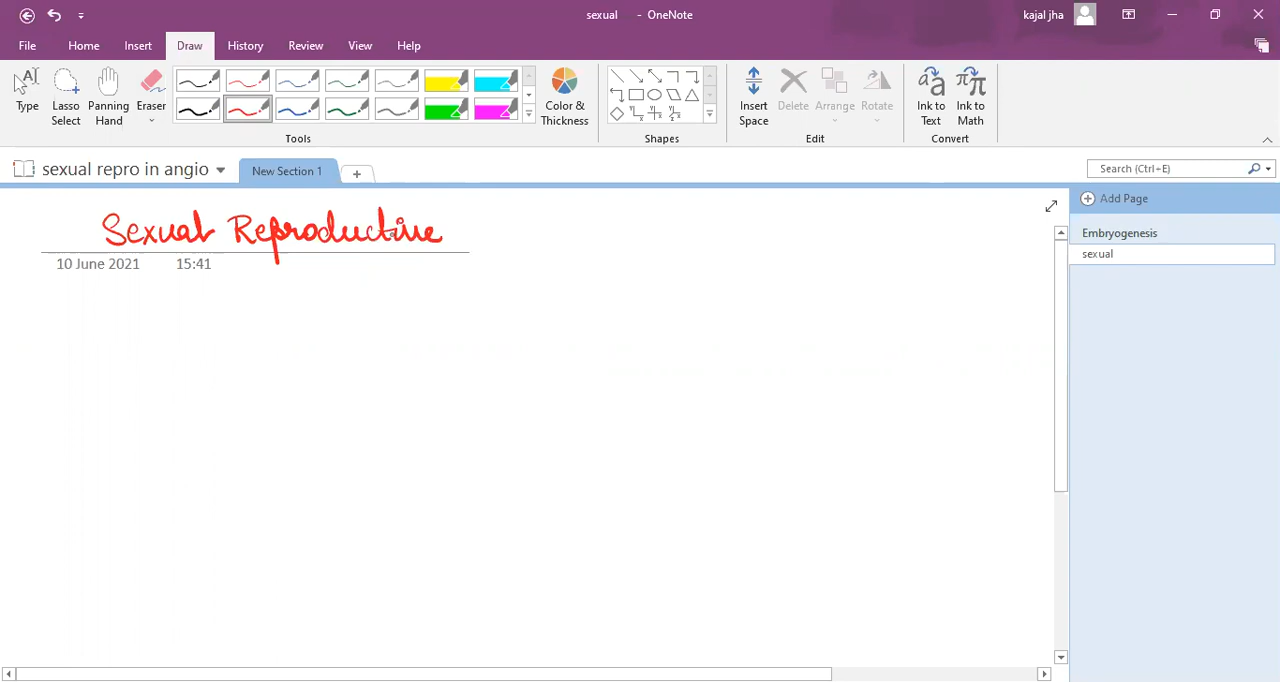 sexual - OneNote
kajal jha
File Home Insert Draw History Review View Help
Type Lasso Select Panning Hand Eraser Color & Thickness Insert Space Delete Arrange Rotate Ink to Text Ink to Math
Tools Shapes Edit Convert
sexual repro in angio New Section 1 Search (Ctrl+E)
Add Page
Sexual Reproductive
Embryogenesis
sexual
10 June 2021 15:41